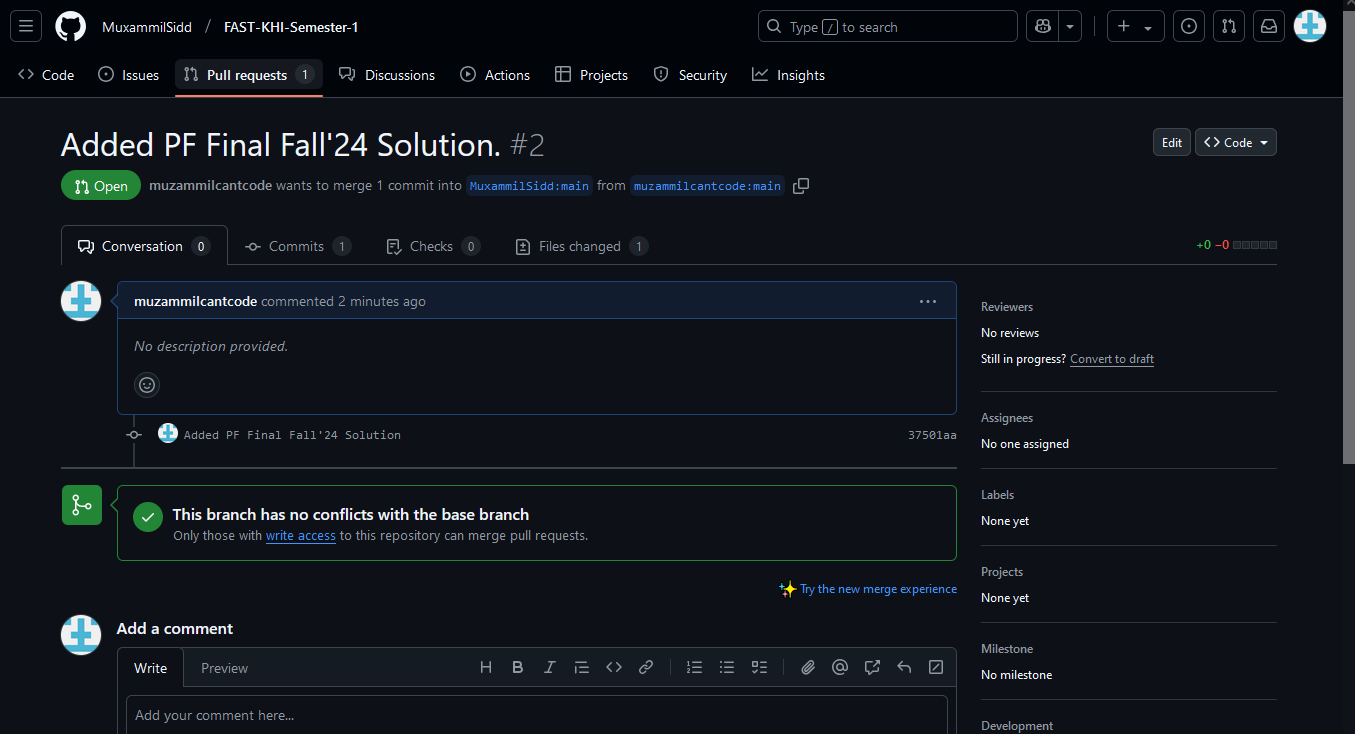 MuxammilSidd / FAST-KHI-Semester-1
Type / to search
Code
Issues
Pull requests 1
Discussions
Actions
Projects
Security
Insights
Added PF Final Fall'24 Solution. #2
Edit
<> Code
Open
muzammilcantcode wants to merge 1 commit into MuxammilSidd:main from muzammilcantcode:main
Conversation 0
Commits 1
Checks 0
Files changed 1
+0 −0
muzammilcantcode commented 2 minutes ago
No description provided.
Added PF Final Fall'24 Solution
37501aa
This branch has no conflicts with the base branch
Only those with write access to this repository can merge pull requests.
Try the new merge experience
Add a comment
Write
Preview
Add your comment here...
Reviewers
No reviews
Still in progress? Convert to draft
Assignees
No one assigned
Labels
None yet
Projects
None yet
Milestone
No milestone
Development